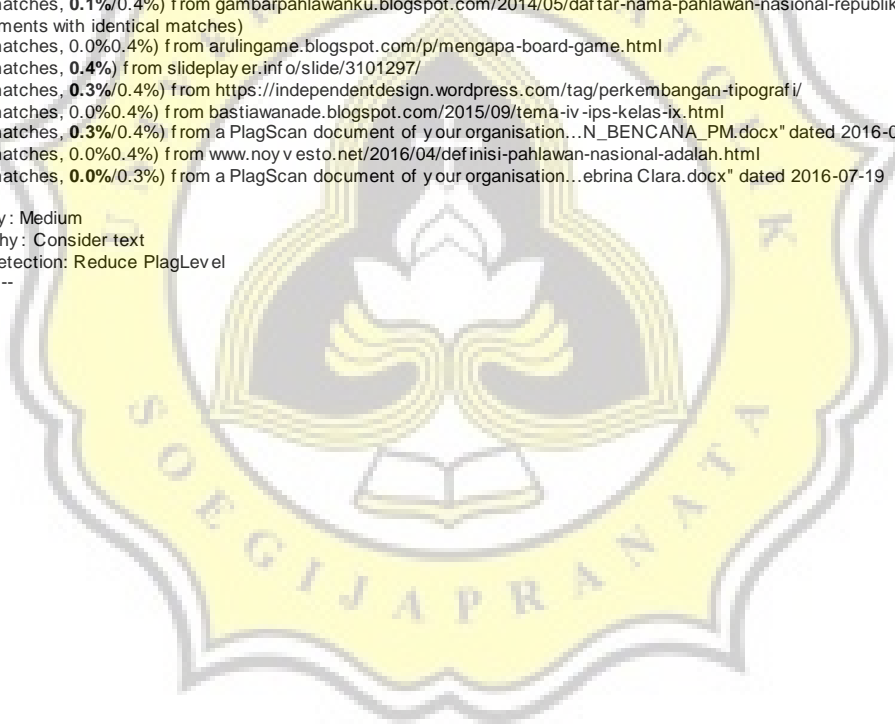 atches, 0.1%/0.4%) from gambarpahlawanku.blogspot.com/2014/05/daftar-nama-pahlawan-nasional-republik
ments with identical matches)
atches, 0.0%0.4%) from arulingame.blogspot.com/p/mengapa-board-game.html
atches, 0.4%) from slideplayer.info/slide/3101297/
atches, 0.3%/0.4%) from https://independentdesign.wordpress.com/tag/perkembangan-tipografi/
atches, 0.0%0.4%) from bastiawanade.blogspot.com/2015/09/tema-iv-ips-kelas-ix.html
atches, 0.3%/0.4%) from a PlagScan document of your organisation...N_BENCANA_PM.docx" dated 2016-0
atches, 0.0%0.4%) from www.noyvesto.net/2016/04/definisi-pahlawan-nasional-adalah.html
atches, 0.0%/0.3%) from a PlagScan document of your organisation...ebrina Clara.docx" dated 2016-07-19
y: Medium
hy: Consider text
etection: Reduce PlagLevel
--
SOEGIJAPRANATA